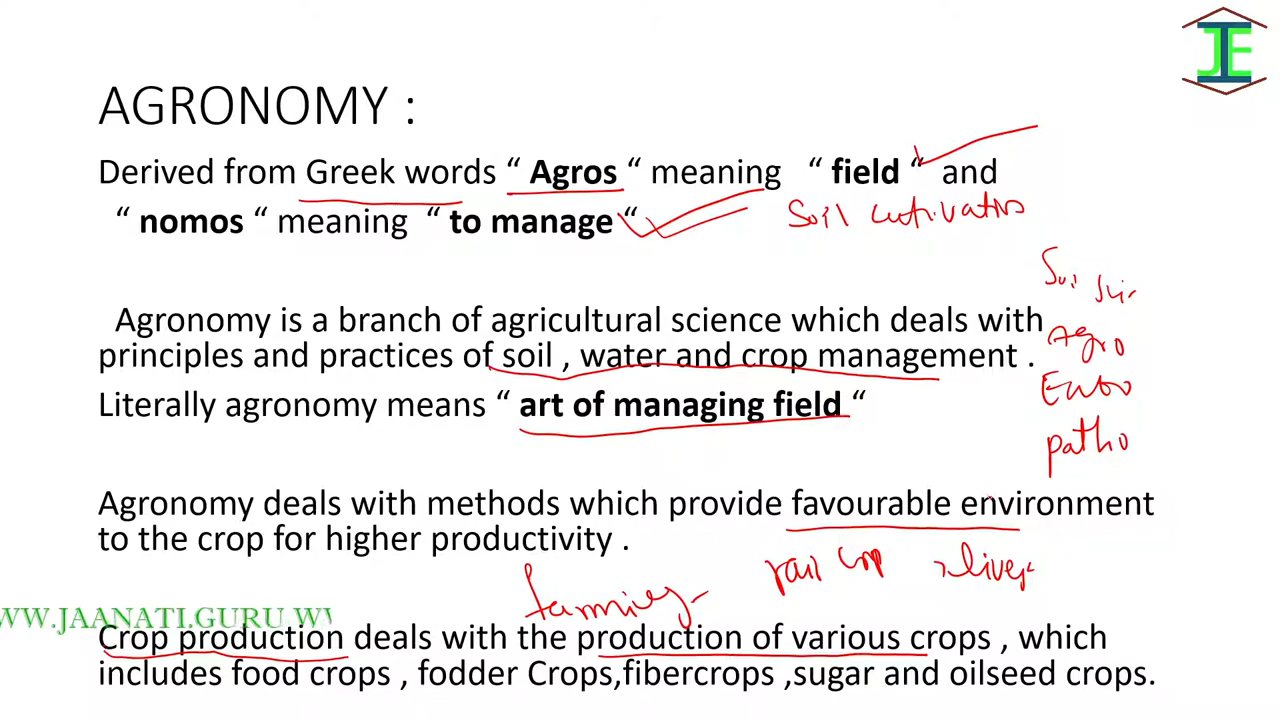 JE
AGRONOMY :
Derived from Greek words “ Agros “ meaning “ field “ and
“ nomos “ meaning “ to manage “
Soil
Agronomy is a branch of agricultural science which deals with
principles and practices of soil , water and crop management .
Agro
Literally agronomy means “ art of managing field “
patho
Agronomy deals with methods which provide favourable environment
to the crop for higher productivity .
crop
farming
WW.JAANATI.GURU.W
Crop production deals with the production of various crops , which
includes food crops , fodder Crops,fibercrops ,sugar and oilseed crops.